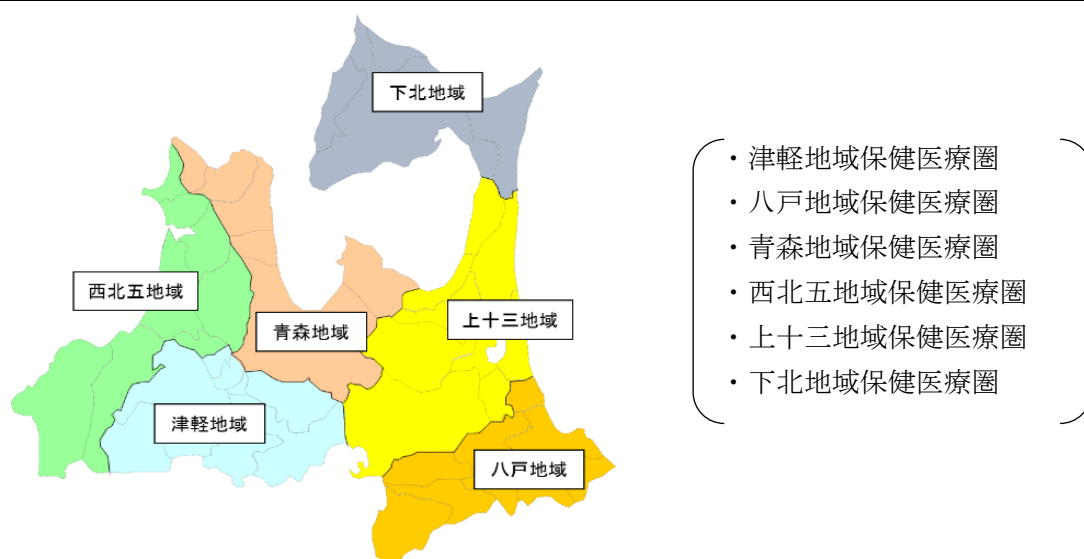 下北地域
西北五地域
青森地域
上十三地域
津軽地域
八戸地域
・津軽地域保健医療圏
・八戸地域保健医療圏
・青森地域保健医療圏
・西北五地域保健医療圏
・上十三地域保健医療圏
・下北地域保健医療圏